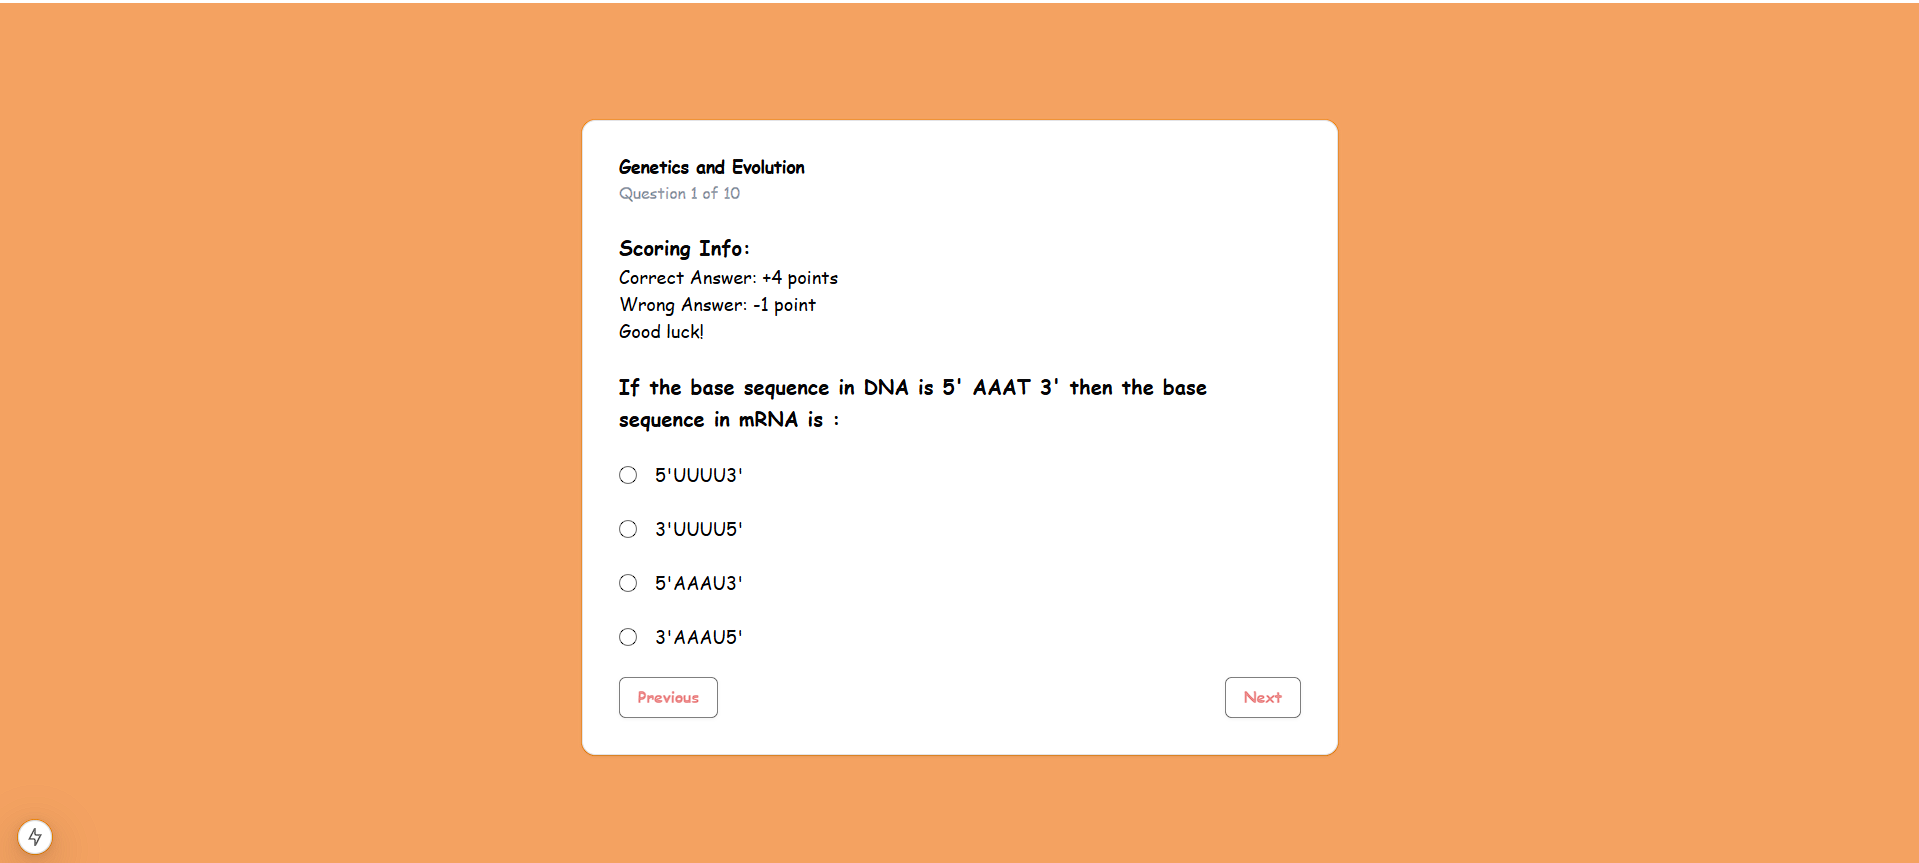 Genetics and Evolution
Question 1 of 10
Scoring Info:
Correct Answer: +4 points
Wrong Answer: -1 point
Good luck!
If the base sequence in DNA is 5' AAAT 3' then the base
sequence in mRNA is :
5'UUUU3'
3'UUUU5'
5'AAAU3'
3'AAAU5'
Previous
Next